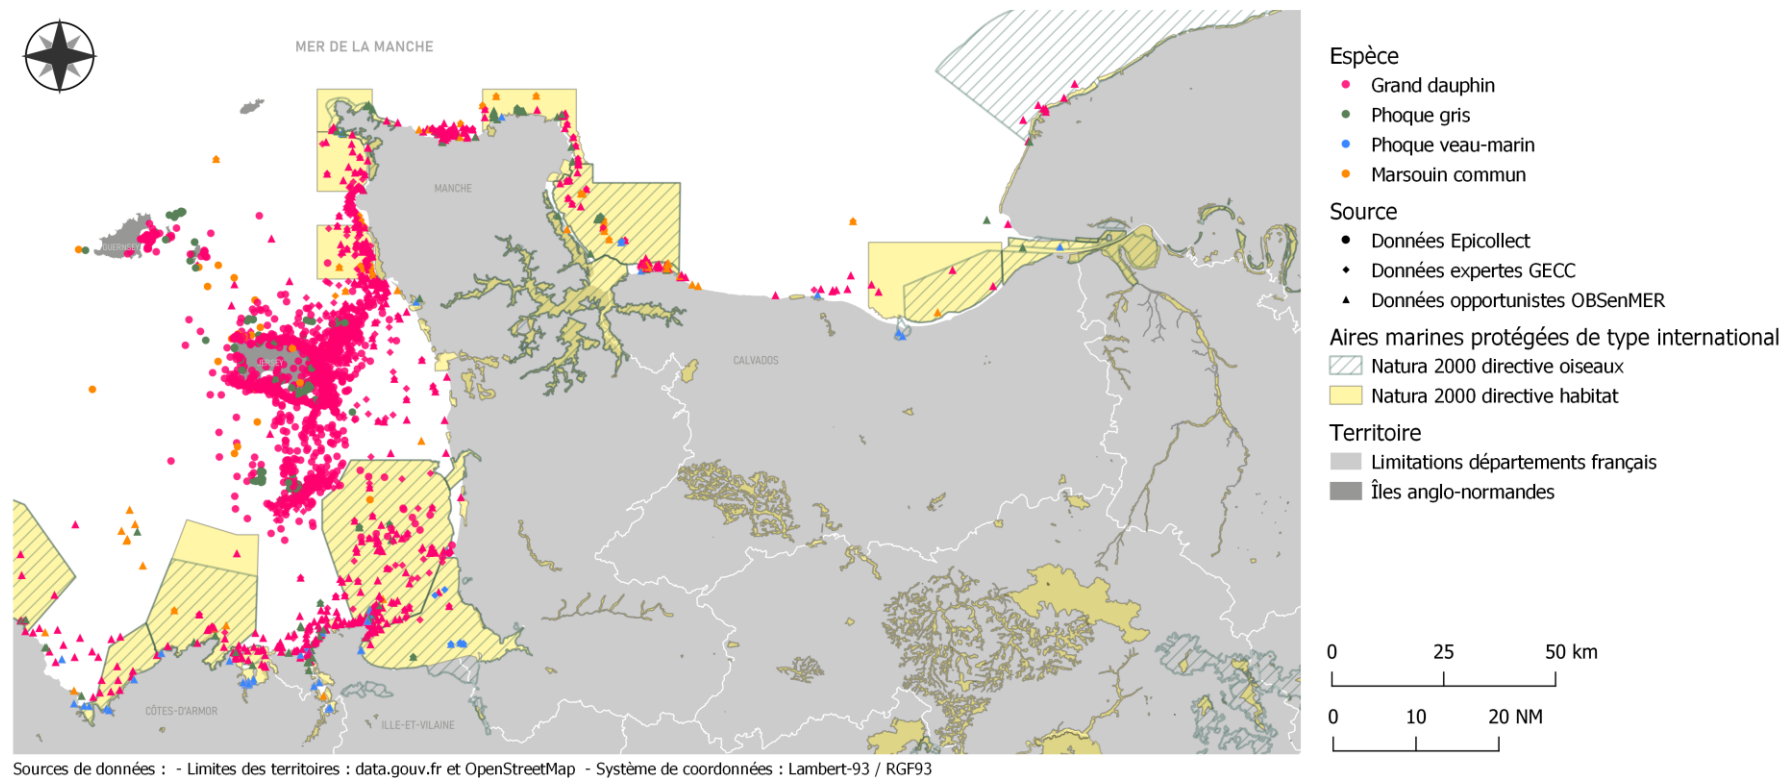 MER DE LA MANCHE
MANCHE
GUERNSEY
JERSEY
CALVADOS
CÔTES-D'ARMOR
ILLE-ET-VILAINE
Espèce
Grand dauphin
Phoque gris
Phoque veau-marin
Marsouin commun
Source
Données Epicollect
Données expertes GECC
Données opportunistes OBSenMER
Aires marines protégées de type international
Natura 2000 directive oiseaux
Natura 2000 directive habitat
Territoire
Limitations départements français
Îles anglo-normandes
0 25 50 km
0 10 20 NM
Sources de données : - Limites des territoires : data.gouv.fr et OpenStreetMap - Système de coordonnées : Lambert-93 / RGF93